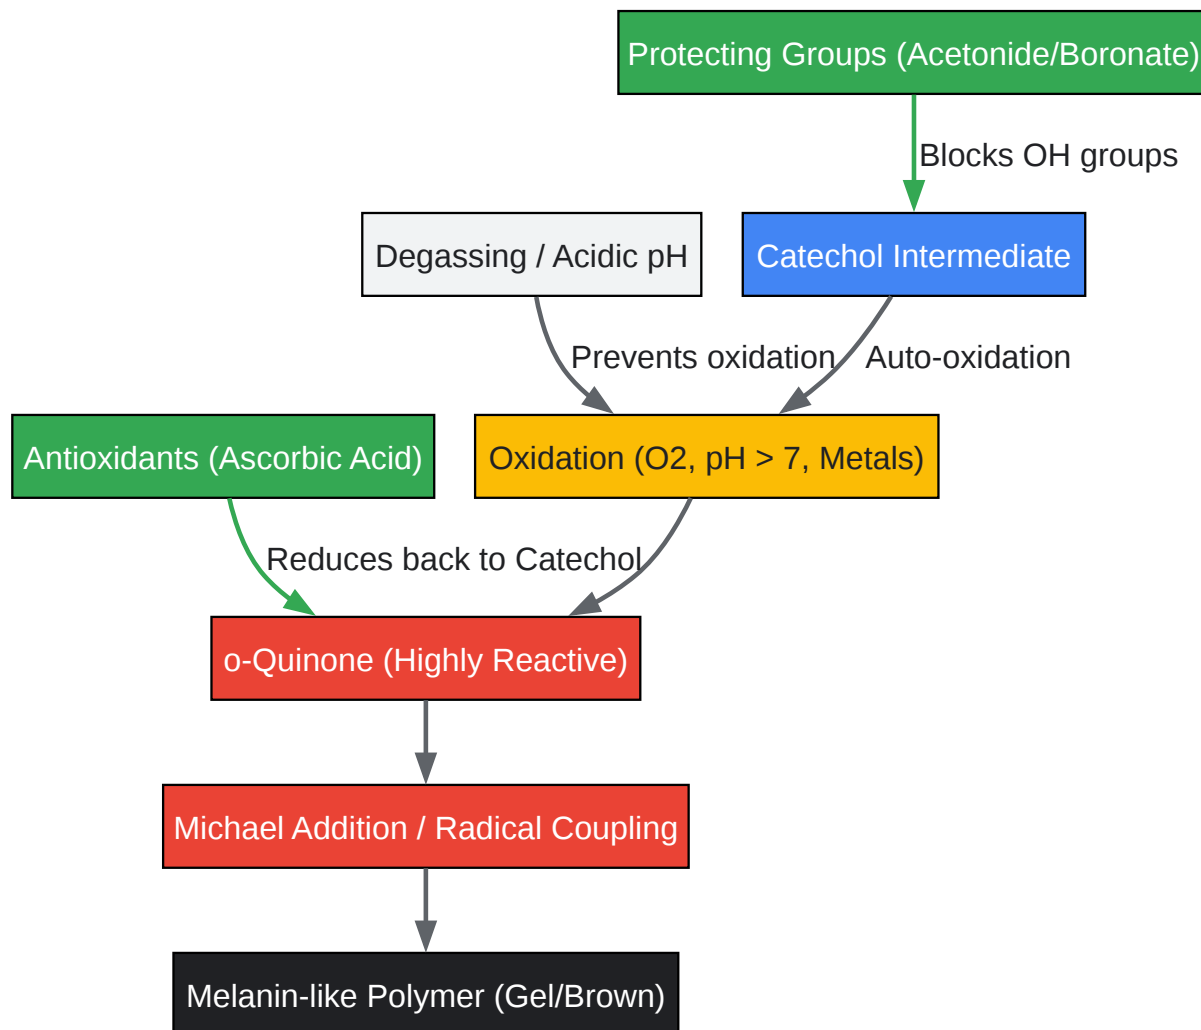 Protecting Groups (Acetonide/Boronate)
Blocks OH groups
Degassing / Acidic pH
Catechol Intermediate
Prevents oxidation
Auto-oxidation
Antioxidants (Ascorbic Acid)
Oxidation (O2, pH > 7, Metals)
Reduces back to Catechol
o-Quinone (Highly Reactive)
Michael Addition / Radical Coupling
Melanin-like Polymer (Gel/Brown)